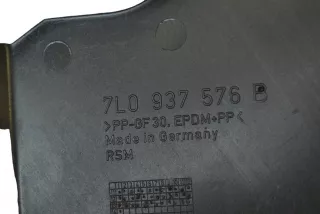 7L0 937 576 B
>PP-GF30, EPDM+PP<
Made in Germany
RSM